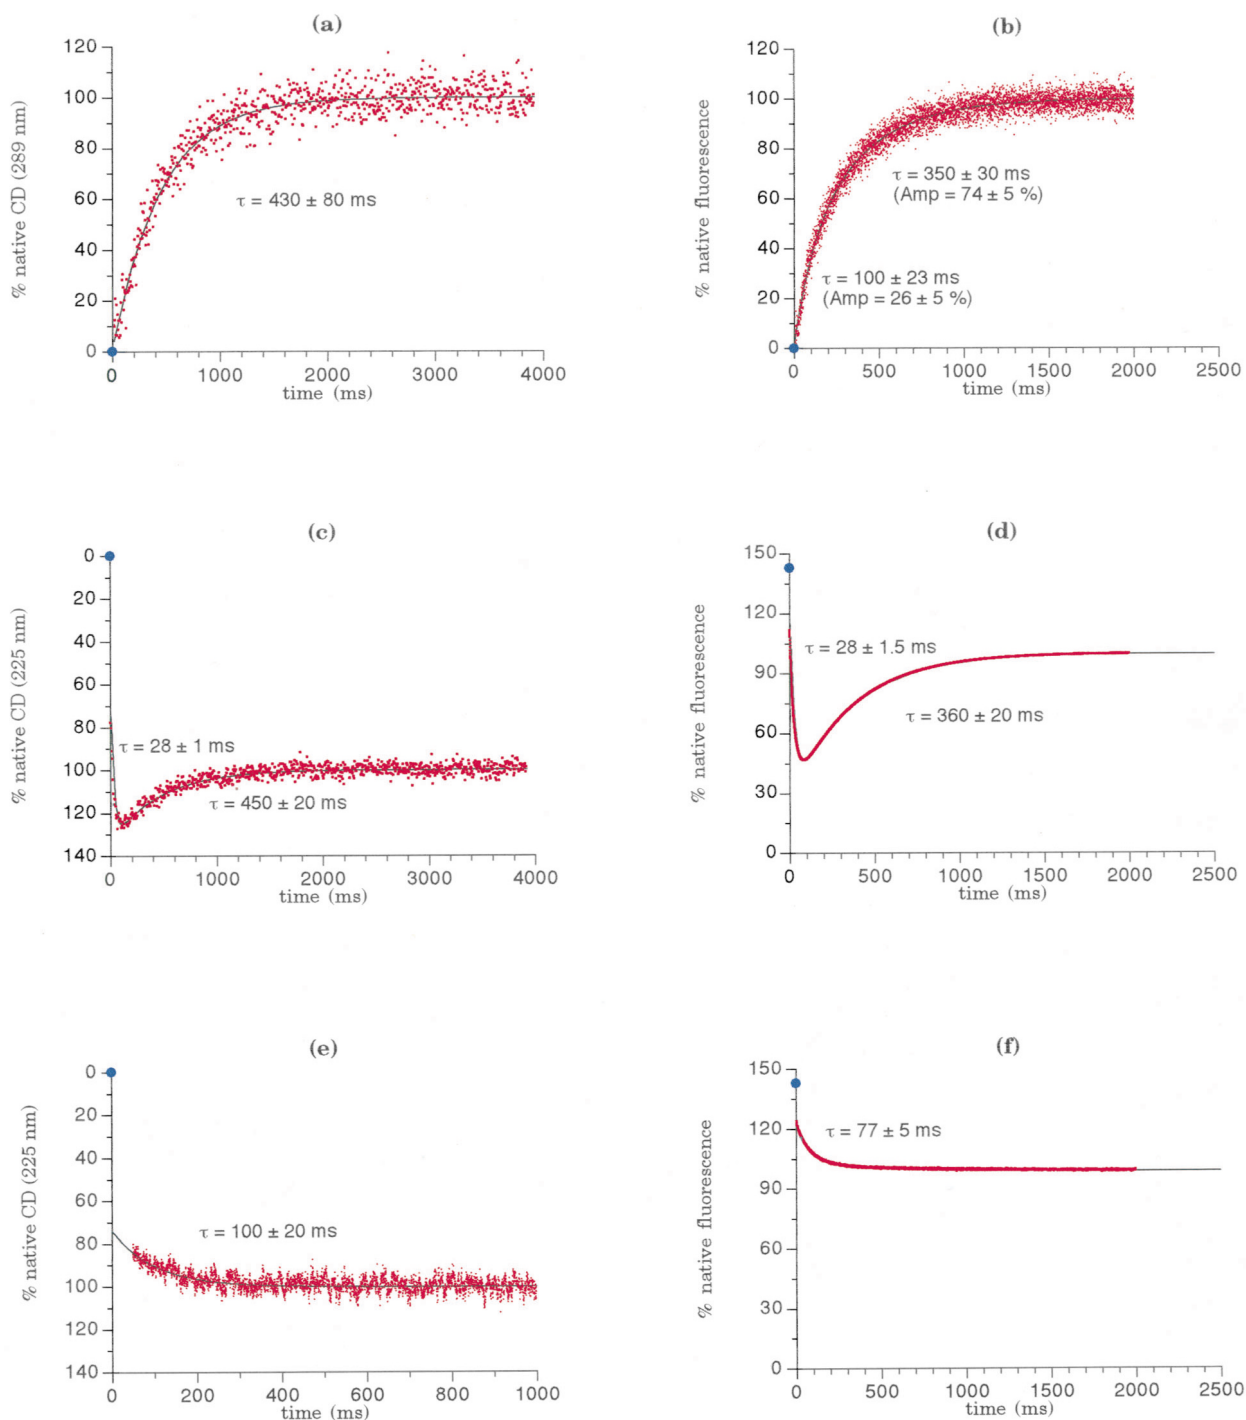 (a)
120
100
80
60
40
20
0
% native CD (289 nm)
τ = 430 ± 80 ms
0 1000 2000 3000 4000
time (ms)
(b)
120
100
80
60
40
20
0
% native fluorescence
τ = 350 ± 30 ms
(Amp = 74 ± 5 %)
τ = 100 ± 23 ms
(Amp = 26 ± 5 %)
0 500 1000 1500 2000 2500
time (ms)
(c)
0
20
40
60
80
100
120
140
% native CD (225 nm)
τ = 28 ± 1 ms
τ = 450 ± 20 ms
0 1000 2000 3000 4000
time (ms)
(d)
150
120
90
60
30
0
% native fluorescence
τ = 28 ± 1.5 ms
τ = 360 ± 20 ms
0 500 1000 1500 2000 2500
time (ms)
(e)
0
20
40
60
80
100
120
140
% native CD (225 nm)
τ = 100 ± 20 ms
0 200 400 600 800 1000
time (ms)
(f)
150
120
90
60
30
0
% native fluorescence
τ = 77 ± 5 ms
0 500 1000 1500 2000 2500
time (ms)